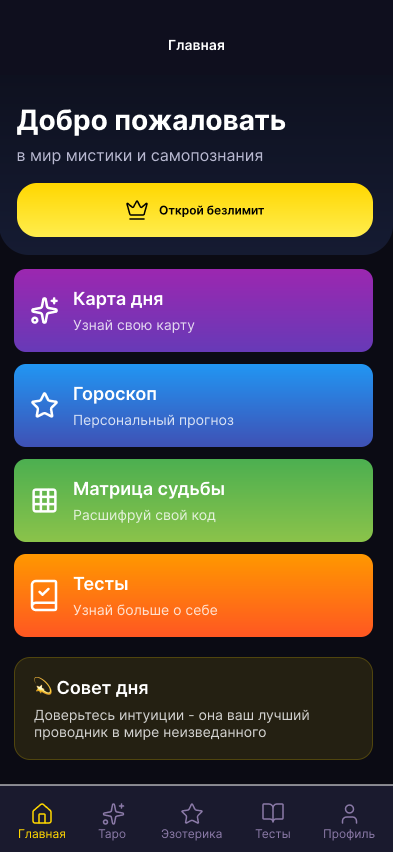 Главная
Добро пожаловать
в мир мистики и самопознания
Открой безлимит
Карта дня
Узнай свою карту
Гороскоп
Персональный прогноз
Матрица судьбы
Расшифруй свой код
Тесты
Узнай больше о себе
💫 Совет дня
Доверьтесь интуиции - она ваш лучший
проводник в мире неизведанного
Главная Таро Эзотерика Тесты Профиль